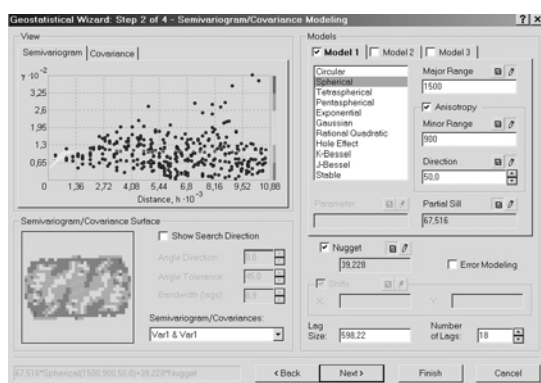 Geostatistical Wizard: Step 2 of 4 - Semivariogram/Covariance Modeling
View
Semivariogram Covariance
γ·10⁻²
3,25
2,6
1,95
1,3
0,65
0 1,36 2,72 4,08 5,44 6,8 8,16 9,52 10,88
Distance, h·10⁻³
Semivariogram/Covariance Surface
Show Search Direction
Angle Direction: 0.0
Angle Tolerance: 45.0
Bandwidth (lags):
Semivariogram/Covariances:
Var1 & Var1
Models
Model 1 Model 2 Model 3
Circular
Spherical
Tetraspherical
Pentaspherical
Exponential
Gaussian
Rational Quadratic
Hole Effect
K-Bessel
J-Bessel
Stable
Major Range
1500
Anisotropy
Minor Range
900
Direction
50.0
Parameter
Partial Sill
67,516
Nugget
39,228
Error Modeling
Shifts
X: Y:
Lag Size: 598,22
Number of Lags: 18
67,516*Spherical(1500,900,50,0)+39,228*Nugget
< Back Next > Finish Cancel